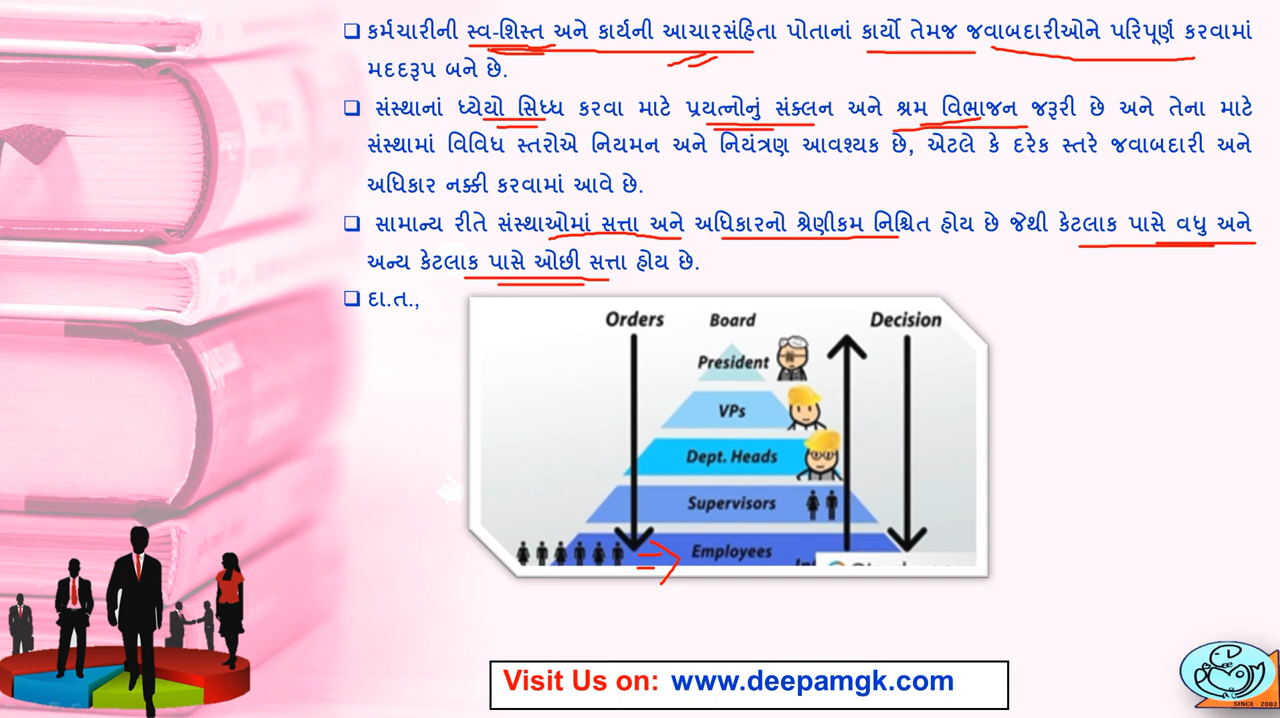 ❑ કર્મચારીની સ્વ-શિસ્ત અને કાર્યની આચારસંહિતા પોતાનાં કાર્યો તેમજ જવાબદારીઓને પરિપૂર્ણ કરવામાં
મદદરૂપ બને છે.
❑ સંસ્થાનાં ધ્યેયો સિધ્ધ કરવા માટે પ્રયત્નોનું સંક્લન અને શ્રમ વિભાજન જરૂરી છે અને તેના માટે
સંસ્થામાં વિવિધ સ્તરોએ નિયમન અને નિયંત્રણ આવશ્યક છે, એટલે કે દરેક સ્તરે જવાબદારી અને
અધિકાર નક્કી કરવામાં આવે છે.
❑ સામાન્ય રીતે સંસ્થાઓમાં સત્તા અને અધિકારનો શ્રેણીક્રમ નિશ્ચિત હોય છે જેથી કેટલાક પાસે વધુ અને
અન્ય કેટલાક પાસે ઓછી સત્તા હોય છે.
❑ દા.ત.,
Orders Board Decision
President
VPs
Dept. Heads
Supervisors
Employees
Visit Us on: www.deepamgk.com
SINCE - 2002